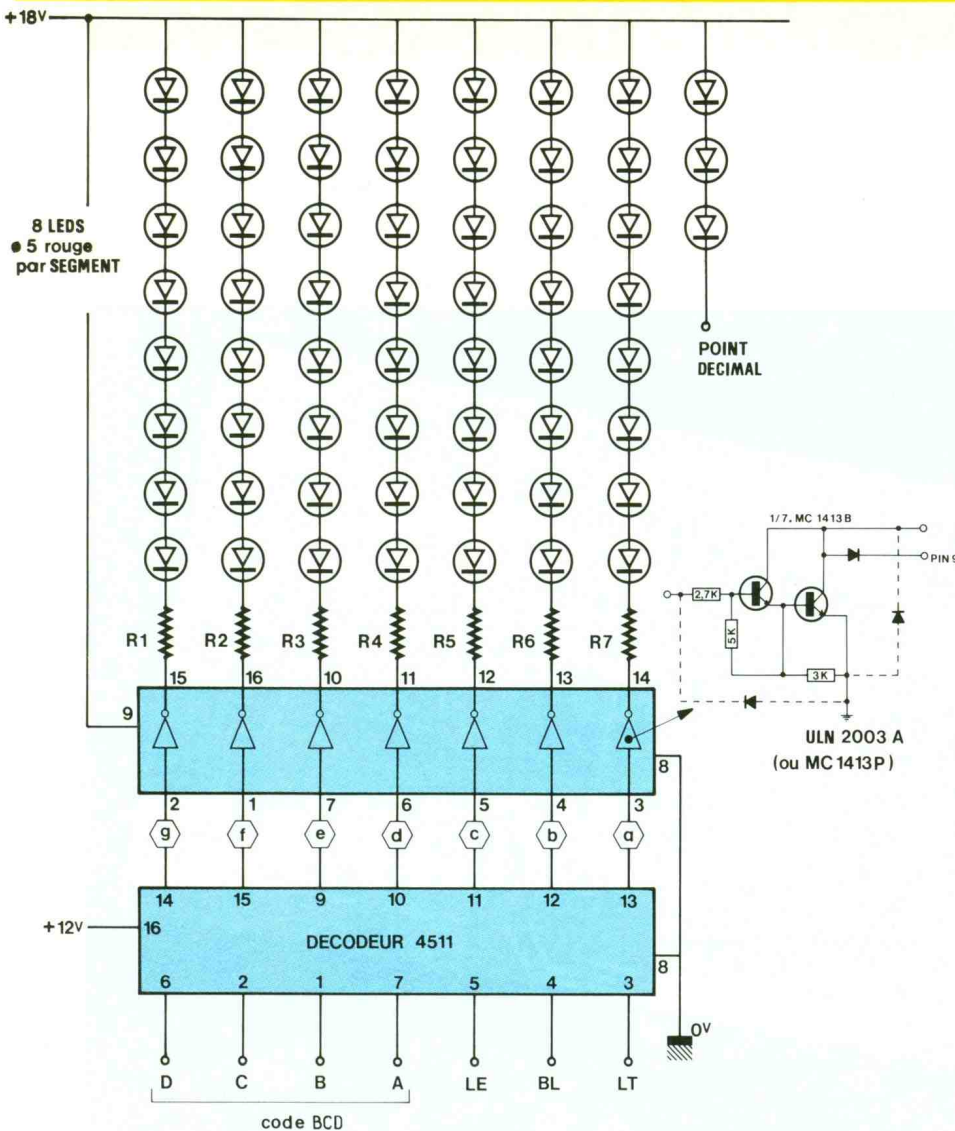 +18V
8 LEDS
ø 5 rouge
par SEGMENT
POINT
DECIMAL
1/7. MC 1413B
PIN 9
2,7K
5K
3K
R1 R2 R3 R4 R5 R6 R7
15 16 10 11 12 13 14
9
ULN 2003 A
(ou MC 1413P)
8
2 1 7 6 5 4 3
g f e d c b a
14 15 9 10 11 12 13
+12V
16
DECODEUR 4511
8
6 2 1 7 5 4 3
0V
D C B A LE BL LT
code BCD